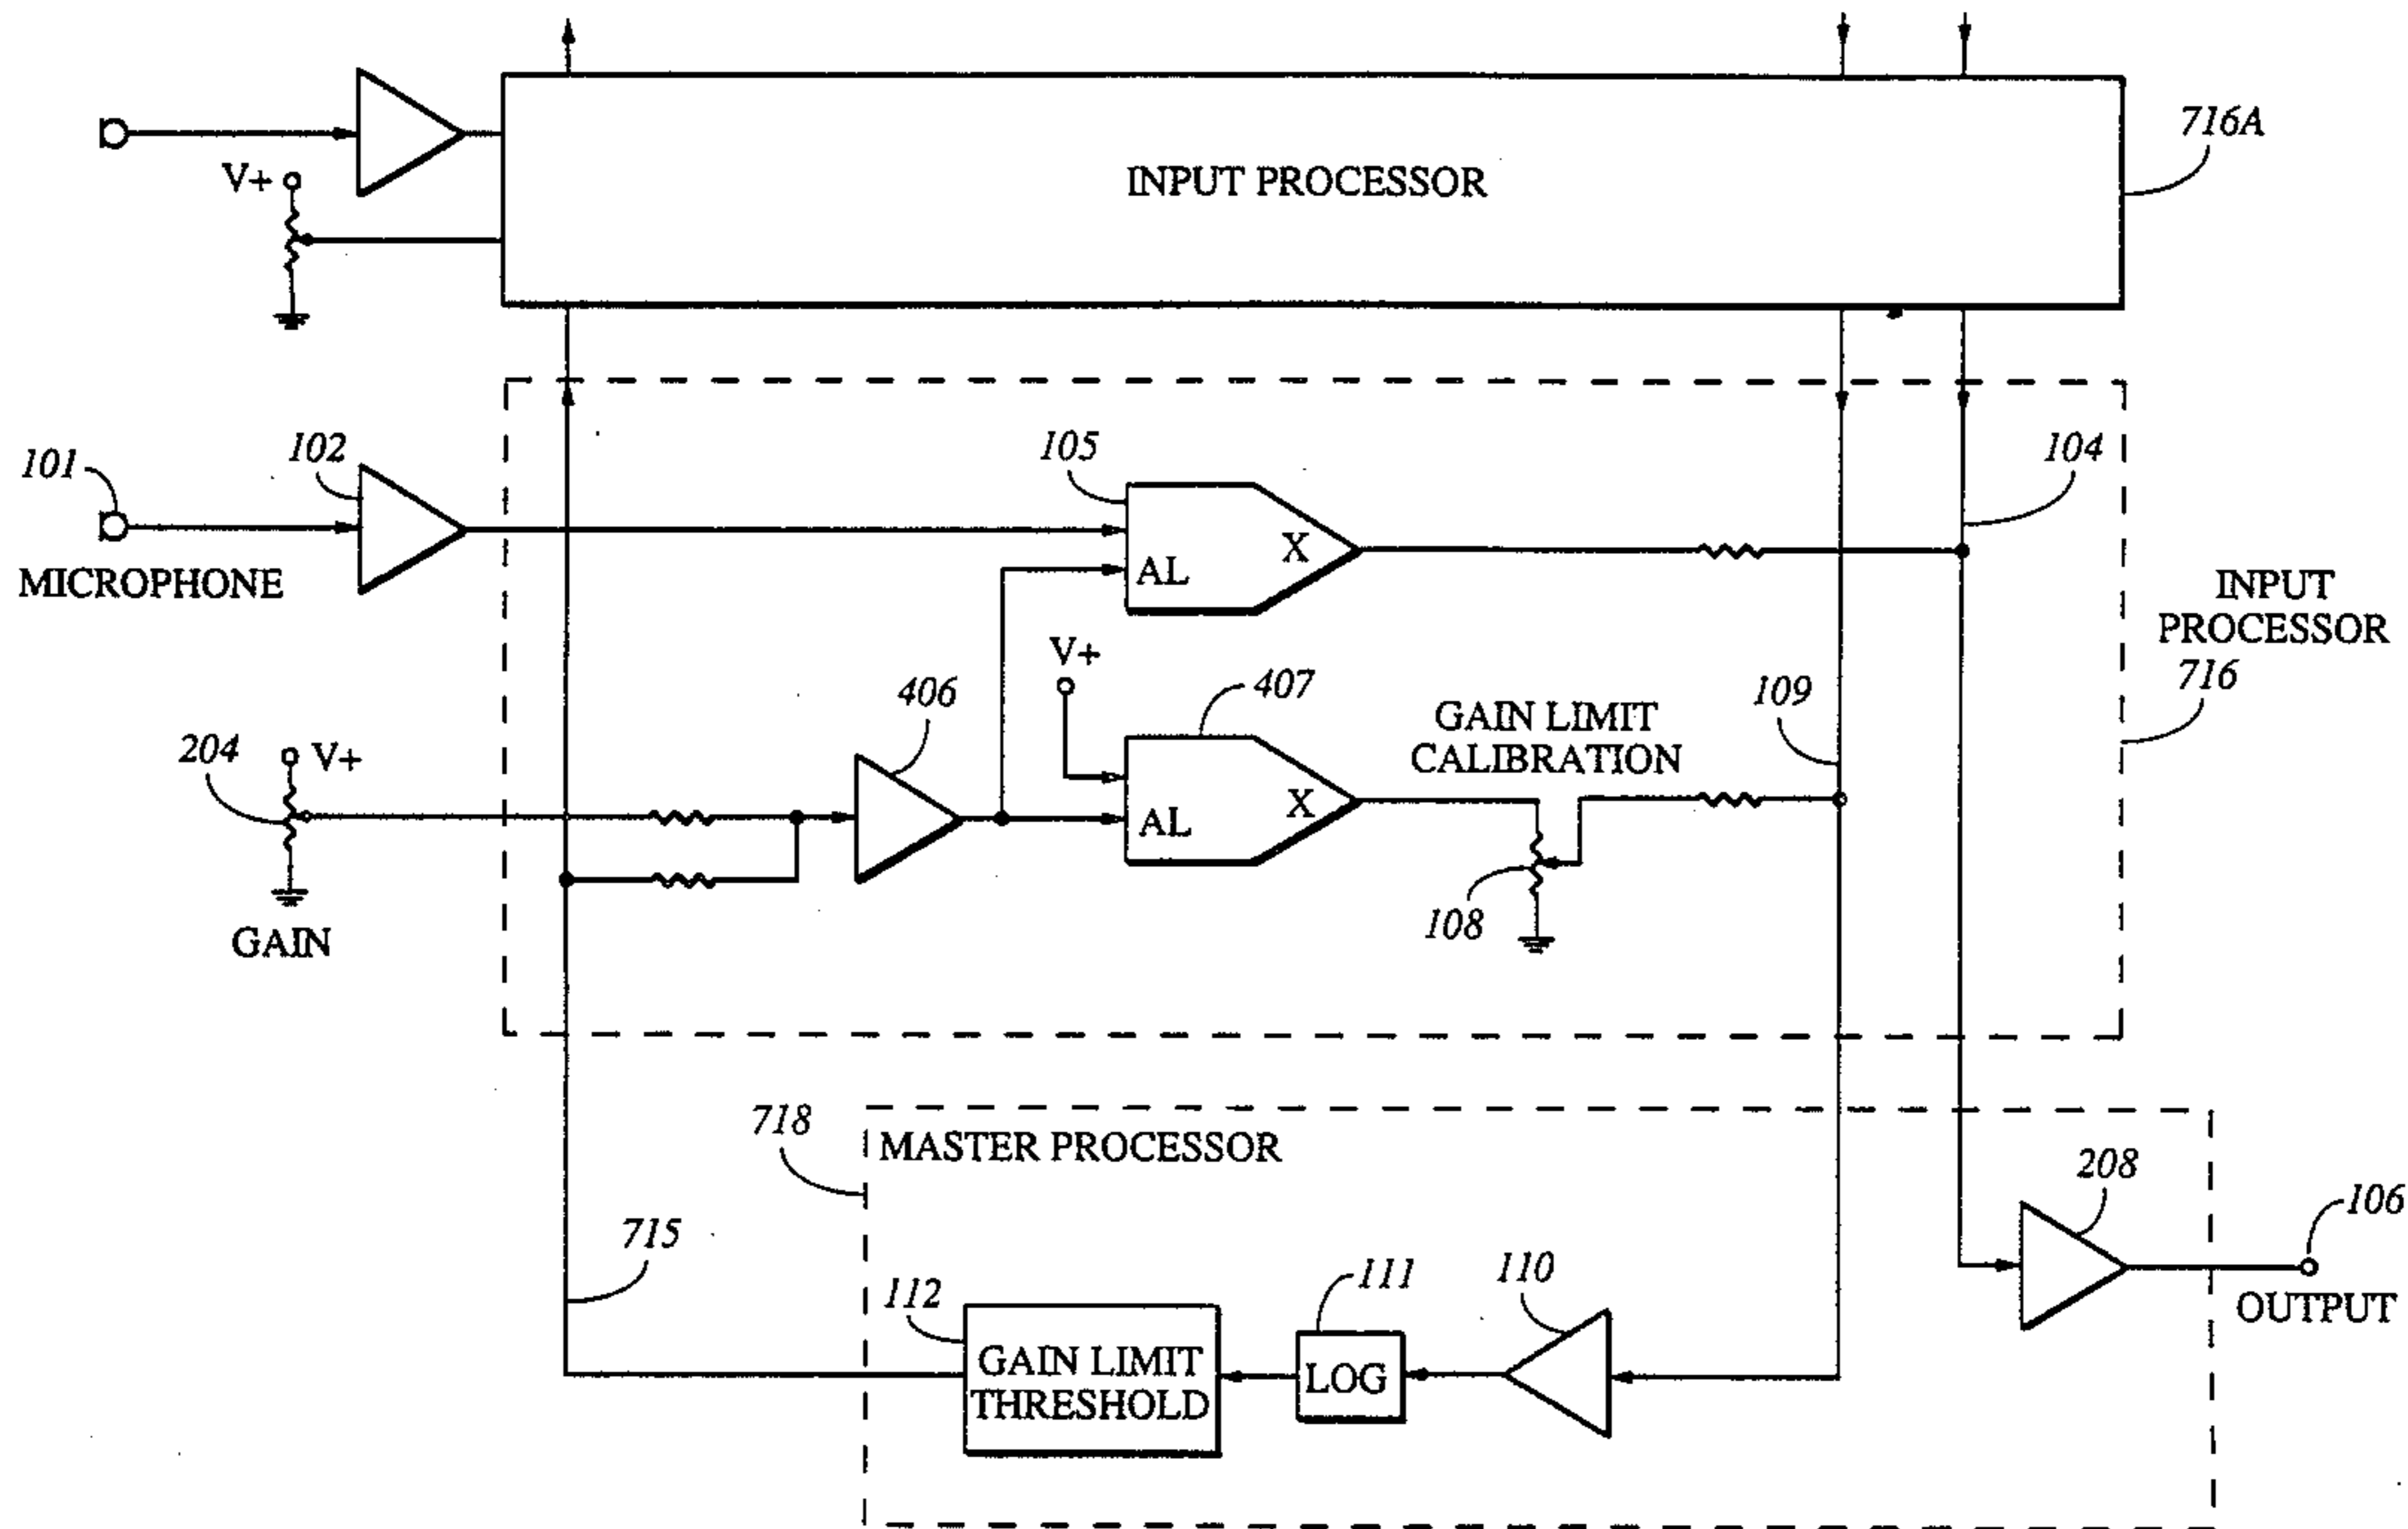 716A
V+
INPUT PROCESSOR
101
102
105
104
MICROPHONE
AL
X
INPUT
PROCESSOR
716
V+
406
407
GAIN LIMIT
CALIBRATION
109
204
V+
AL
X
108
GAIN
718
MASTER PROCESSOR
208
106
715
112
111
110
OUTPUT
GAIN LIMIT
THRESHOLD
LOG